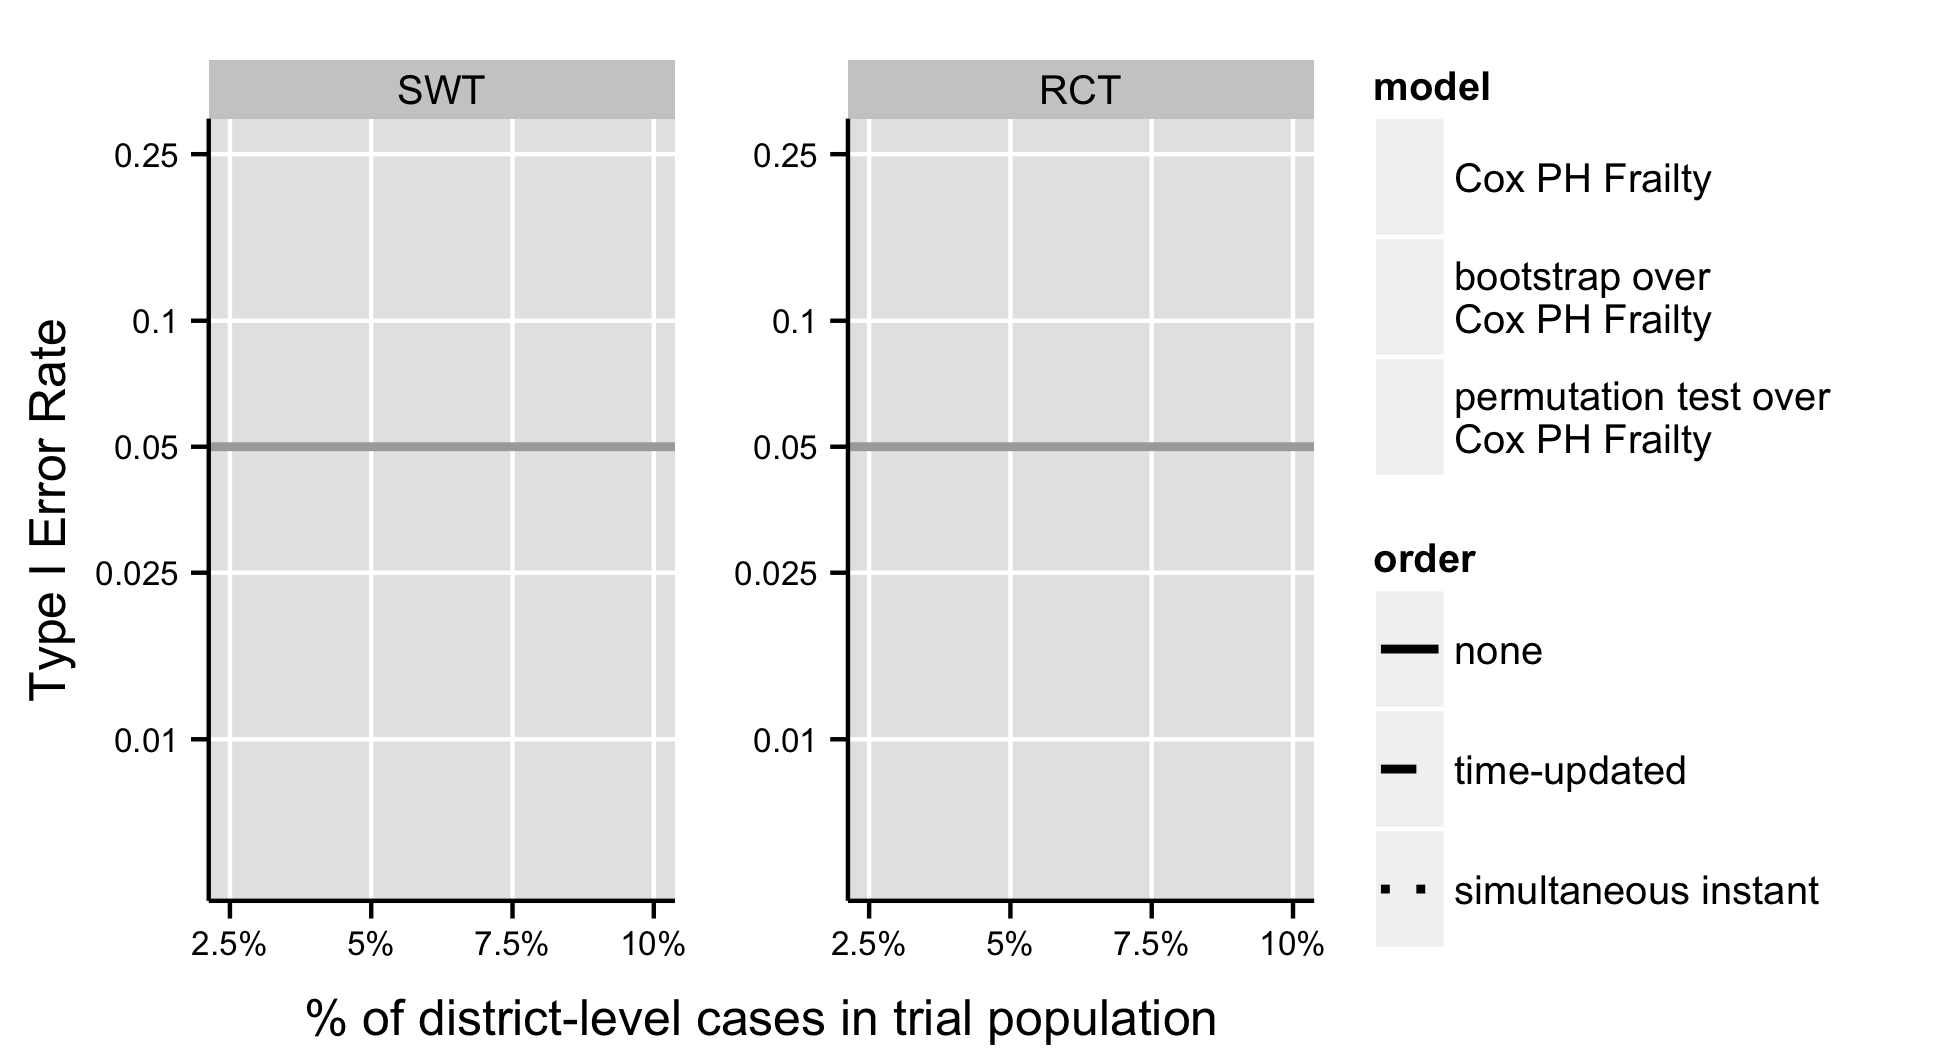 SWT
RCT
Type I Error Rate
0.25
0.1
0.05
0.025
0.01
0.25
0.1
0.05
0.025
0.01
2.5%
5%
7.5%
10%
2.5%
5%
7.5%
10%
% of district-level cases in trial population
model
Cox PH Frailty
bootstrap over
Cox PH Frailty
permutation test over
Cox PH Frailty
order
none
time-updated
simultaneous instant